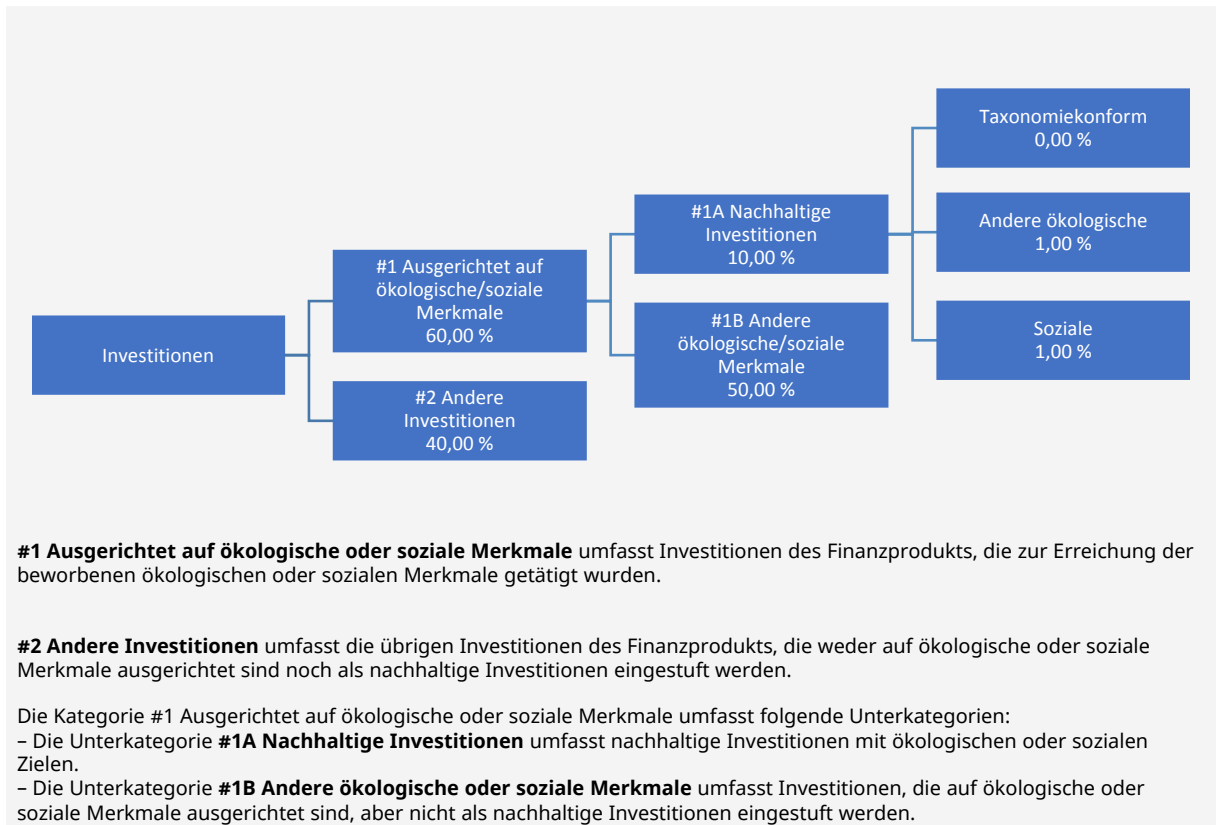 Investitionen
#1 Ausgerichtet auf
ökologische/soziale
Merkmale
60,00 %
#2 Andere
Investitionen
40,00 %
#1A Nachhaltige
Investitionen
10,00 %
#1B Andere
ökologische/soziale
Merkmale
50,00 %
Taxonomiekonform
0,00 %
Andere ökologische
1,00 %
Soziale
1,00 %
#1 Ausgerichtet auf ökologische oder soziale Merkmale umfasst Investitionen des Finanzprodukts, die zur Erreichung der
beworbenen ökologischen oder sozialen Merkmale getätigt wurden.
#2 Andere Investitionen umfasst die übrigen Investitionen des Finanzprodukts, die weder auf ökologische oder soziale
Merkmale ausgerichtet sind noch als nachhaltige Investitionen eingestuft werden.
Die Kategorie #1 Ausgerichtet auf ökologische oder soziale Merkmale umfasst folgende Unterkategorien:
– Die Unterkategorie #1A Nachhaltige Investitionen umfasst nachhaltige Investitionen mit ökologischen oder sozialen
Zielen.
– Die Unterkategorie #1B Andere ökologische oder soziale Merkmale umfasst Investitionen, die auf ökologische oder
soziale Merkmale ausgerichtet sind, aber nicht als nachhaltige Investitionen eingestuft werden.